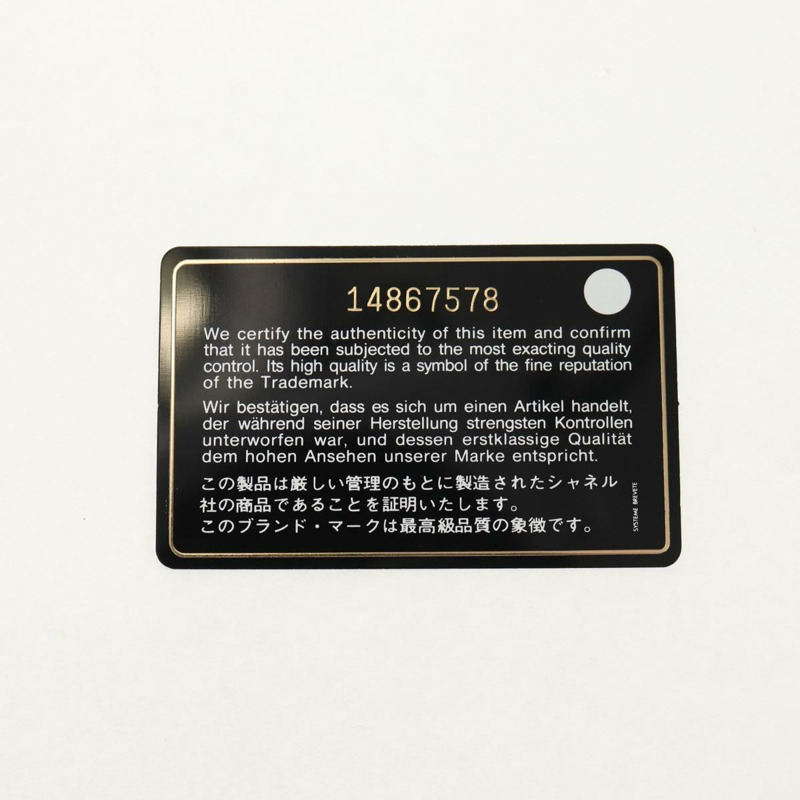 14867578
We certify the authenticity of this item and confirm
that it has been subjected to the most exacting quality
control. Its high quality is a symbol of the fine reputation
of the Trademark.
Wir bestätigen, dass es sich um einen Artikel handelt,
der während seiner Herstellung strengsten Kontrollen
unterworfen war, und dessen erstklassige Qualität
dem hohen Ansehen unserer Marke entspricht.
この製品は厳しい管理のもとに製造されたシャネル
社の商品であることを証明いたします。
このブランド・マークは最高級品質の象徴です。
SYSTEME BREVETE